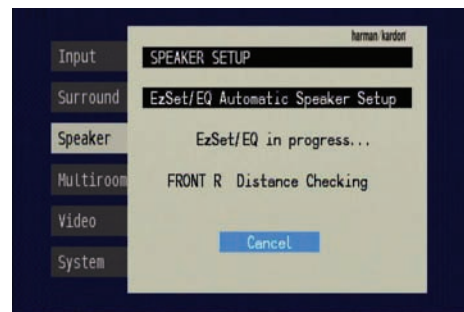 harman/kardon
Input
SPEAKER SETUP
Surround
EzSet/EQ Automatic Speaker Setup
Speaker
EzSet/EQ in progress...
Multiroom
FRONT R Distance Checking
Video
Cancel
System